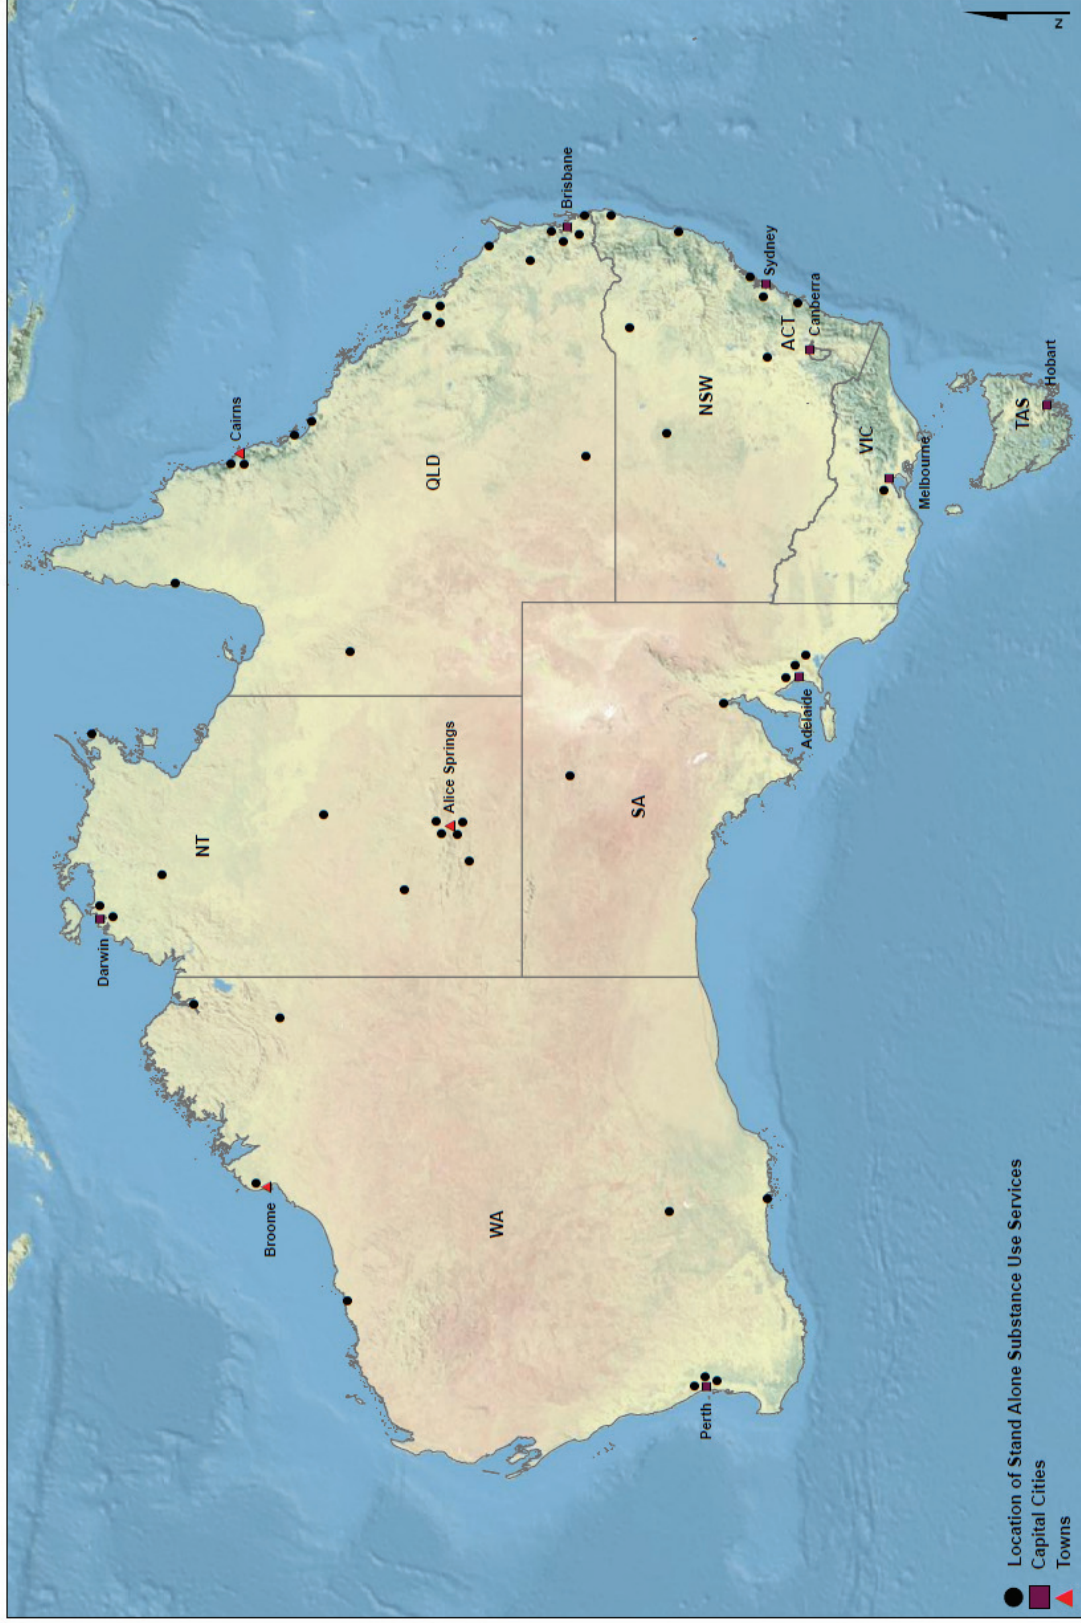 Darwin
NT
Cairns
Broome
Alice Springs
QLD
WA
Brisbane
SA
NSW
Perth
Sydney
ACT
Canberra
Adelaide
VIC
Melbourne
TAS
Hobart
Location of Stand Alone Substance Use Services
Capital Cities
Towns
N